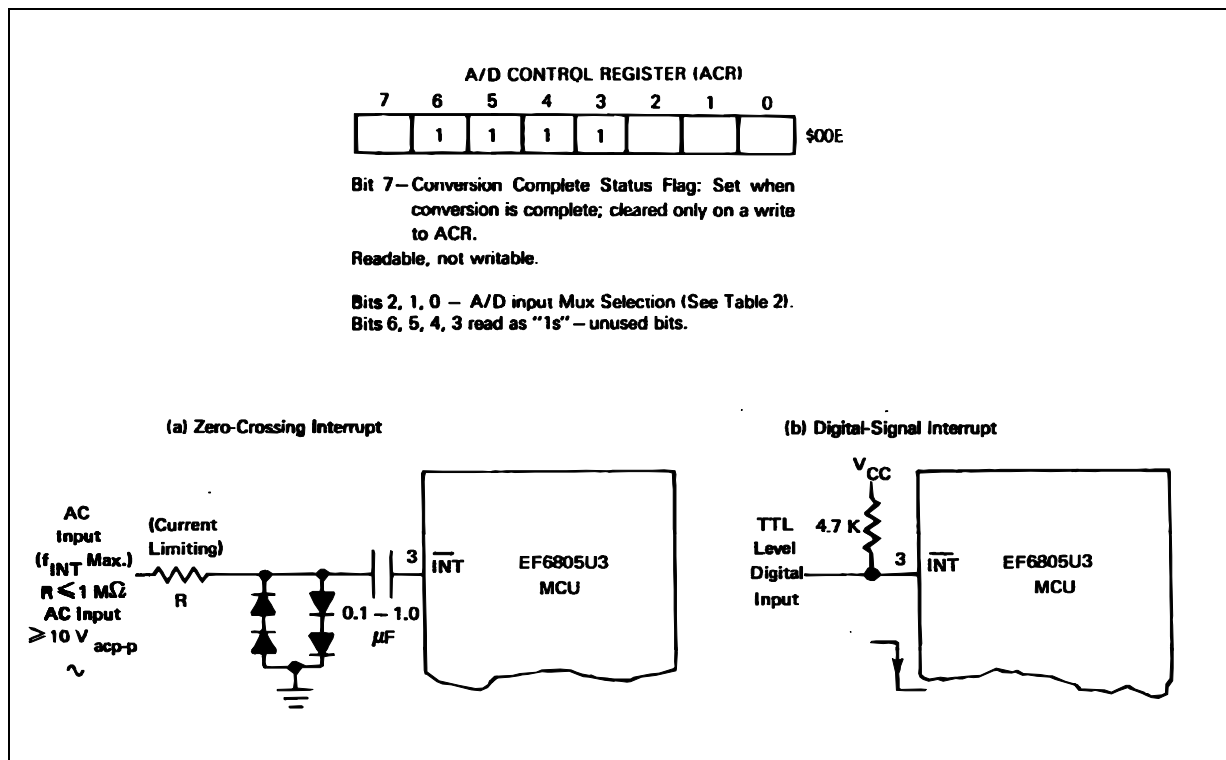 A/D CONTROL REGISTER (ACR)
7 6 5 4 3 2 1 0
1 1 1 1 $00E
Bit 7 – Conversion Complete Status Flag: Set when
conversion is complete; cleared only on a write
to ACR.
Readable, not writable.
Bits 2, 1, 0 – A/D input Mux Selection (See Table 2).
Bits 6, 5, 4, 3 read as "1s" – unused bits.
(a) Zero-Crossing Interrupt
AC
Input
(fINT Max.)
R ⩽ 1 MΩ
AC Input
⩾ 10 Vacp-p
∼
(Current
Limiting)
R
0.1 – 1.0
µF
3
INT
EF6805U3
MCU
(b) Digital-Signal Interrupt
VCC
4.7 K
TTL
Level
Digital
Input
3
INT
EF6805U3
MCU